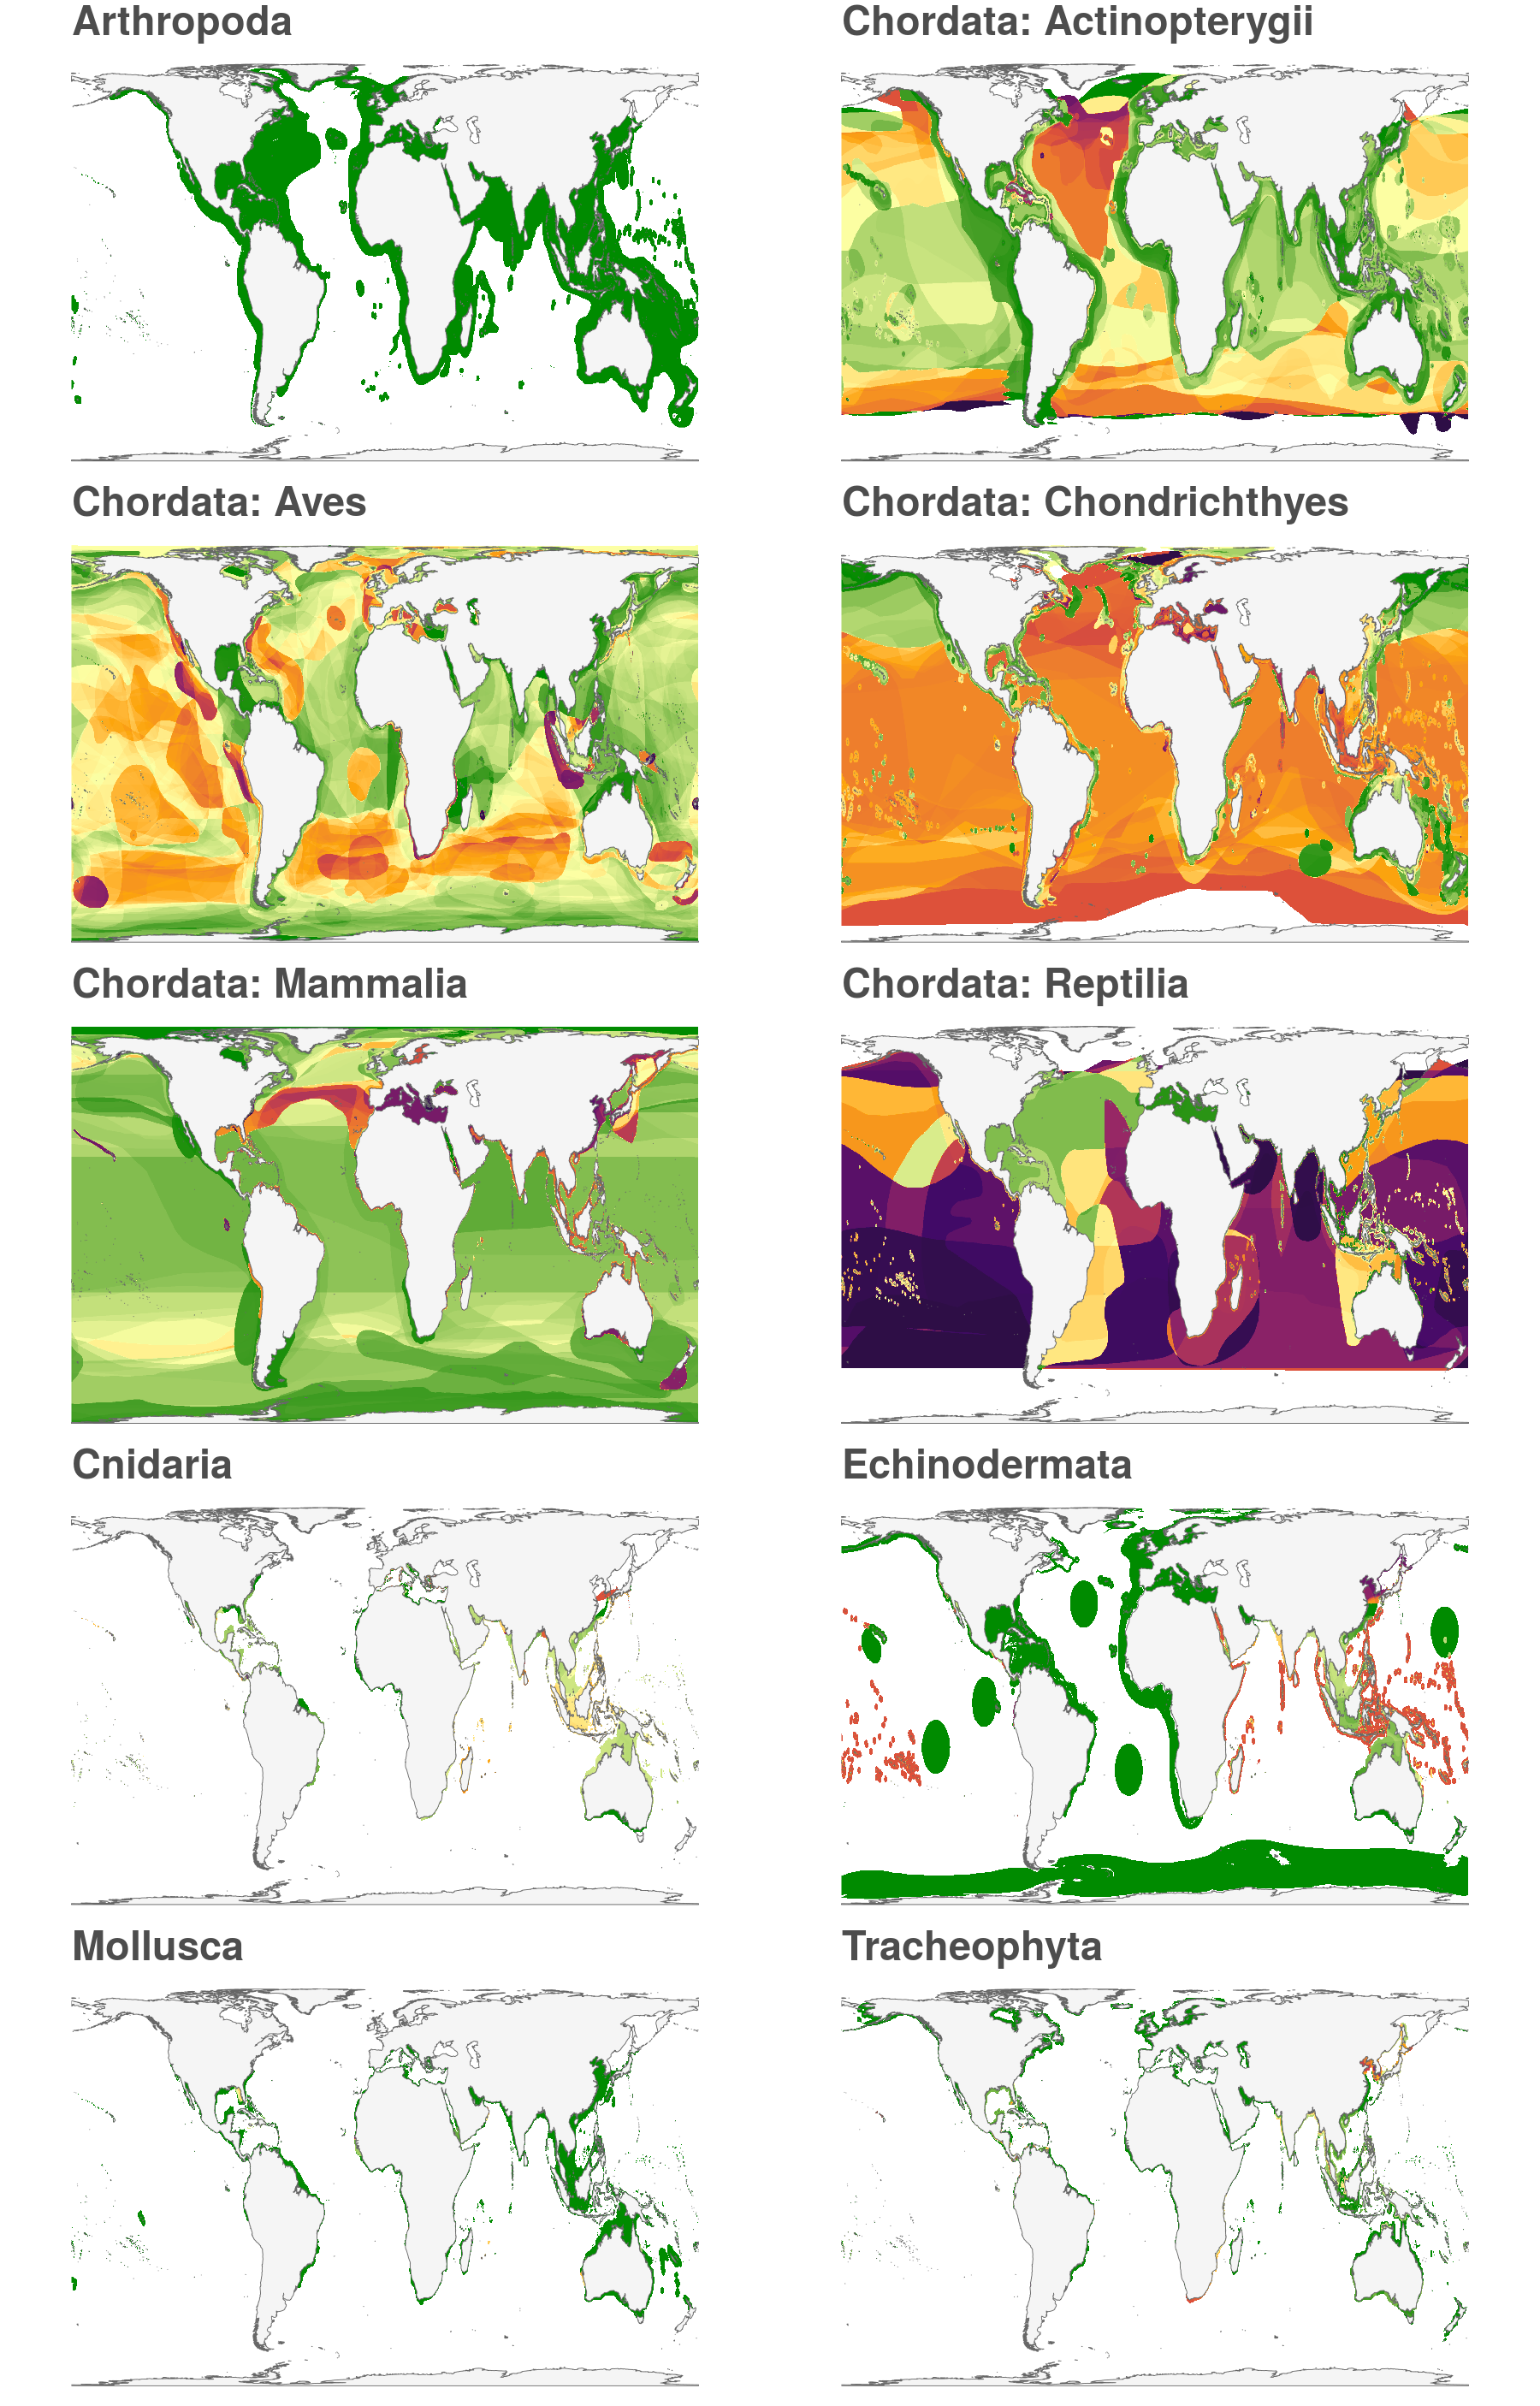 Arthropoda
Chordata: Actinopterygii
Chordata: Aves
Chordata: Chondrichthyes
Chordata: Mammalia
Chordata: Reptilia
Cnidaria
Echinodermata
Mollusca
Tracheophyta